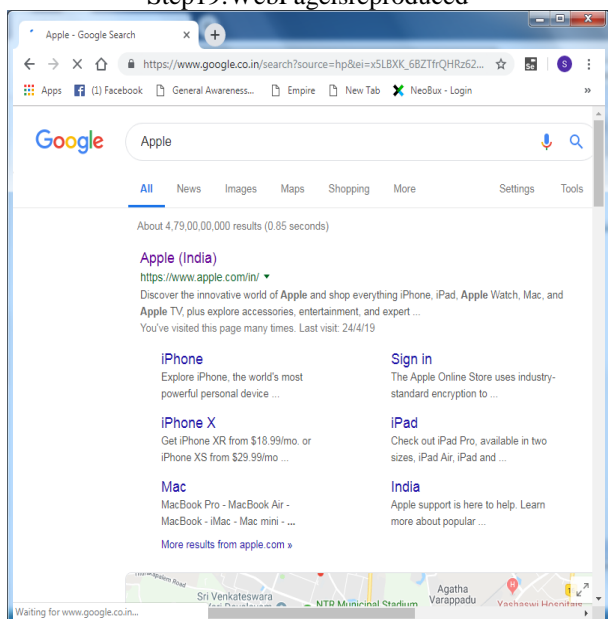 Step19:WebPageisreproduced
Apple - Google Search
https://www.google.co.in/search?source=hp&ei=x5LBXK_6BZTfrQHRz62...
Se
S
Apps
(1) Facebook
General Awareness...
Empire
New Tab
NeoBux - Login
»
Google
Apple
All News Images Maps Shopping More Settings Tools
About 4,79,00,00,000 results (0.85 seconds)
Apple (India)
https://www.apple.com/in/
Discover the innovative world of Apple and shop everything iPhone, iPad, Apple Watch, Mac, and
Apple TV, plus explore accessories, entertainment, and expert ...
You've visited this page many times. Last visit: 24/4/19
iPhone
Explore iPhone, the world's most
powerful personal device ...
Sign in
The Apple Online Store uses industry-
standard encryption to ...
iPhone X
Get iPhone XR from $18.99/mo. or
iPhone XS from $29.99/mo ...
iPad
Check out iPad Pro, available in two
sizes, iPad Air, iPad and ...
Mac
MacBook Pro - MacBook Air -
MacBook - iMac - Mac mini - ...
India
Apple support is here to help. Learn
more about popular ...
More results from apple.com »
Road
Sri Venkateswara
NTR Municipal Stadium
Agatha
Varappadu
Yashaswi Hospitals
Waiting for www.google.co.in...